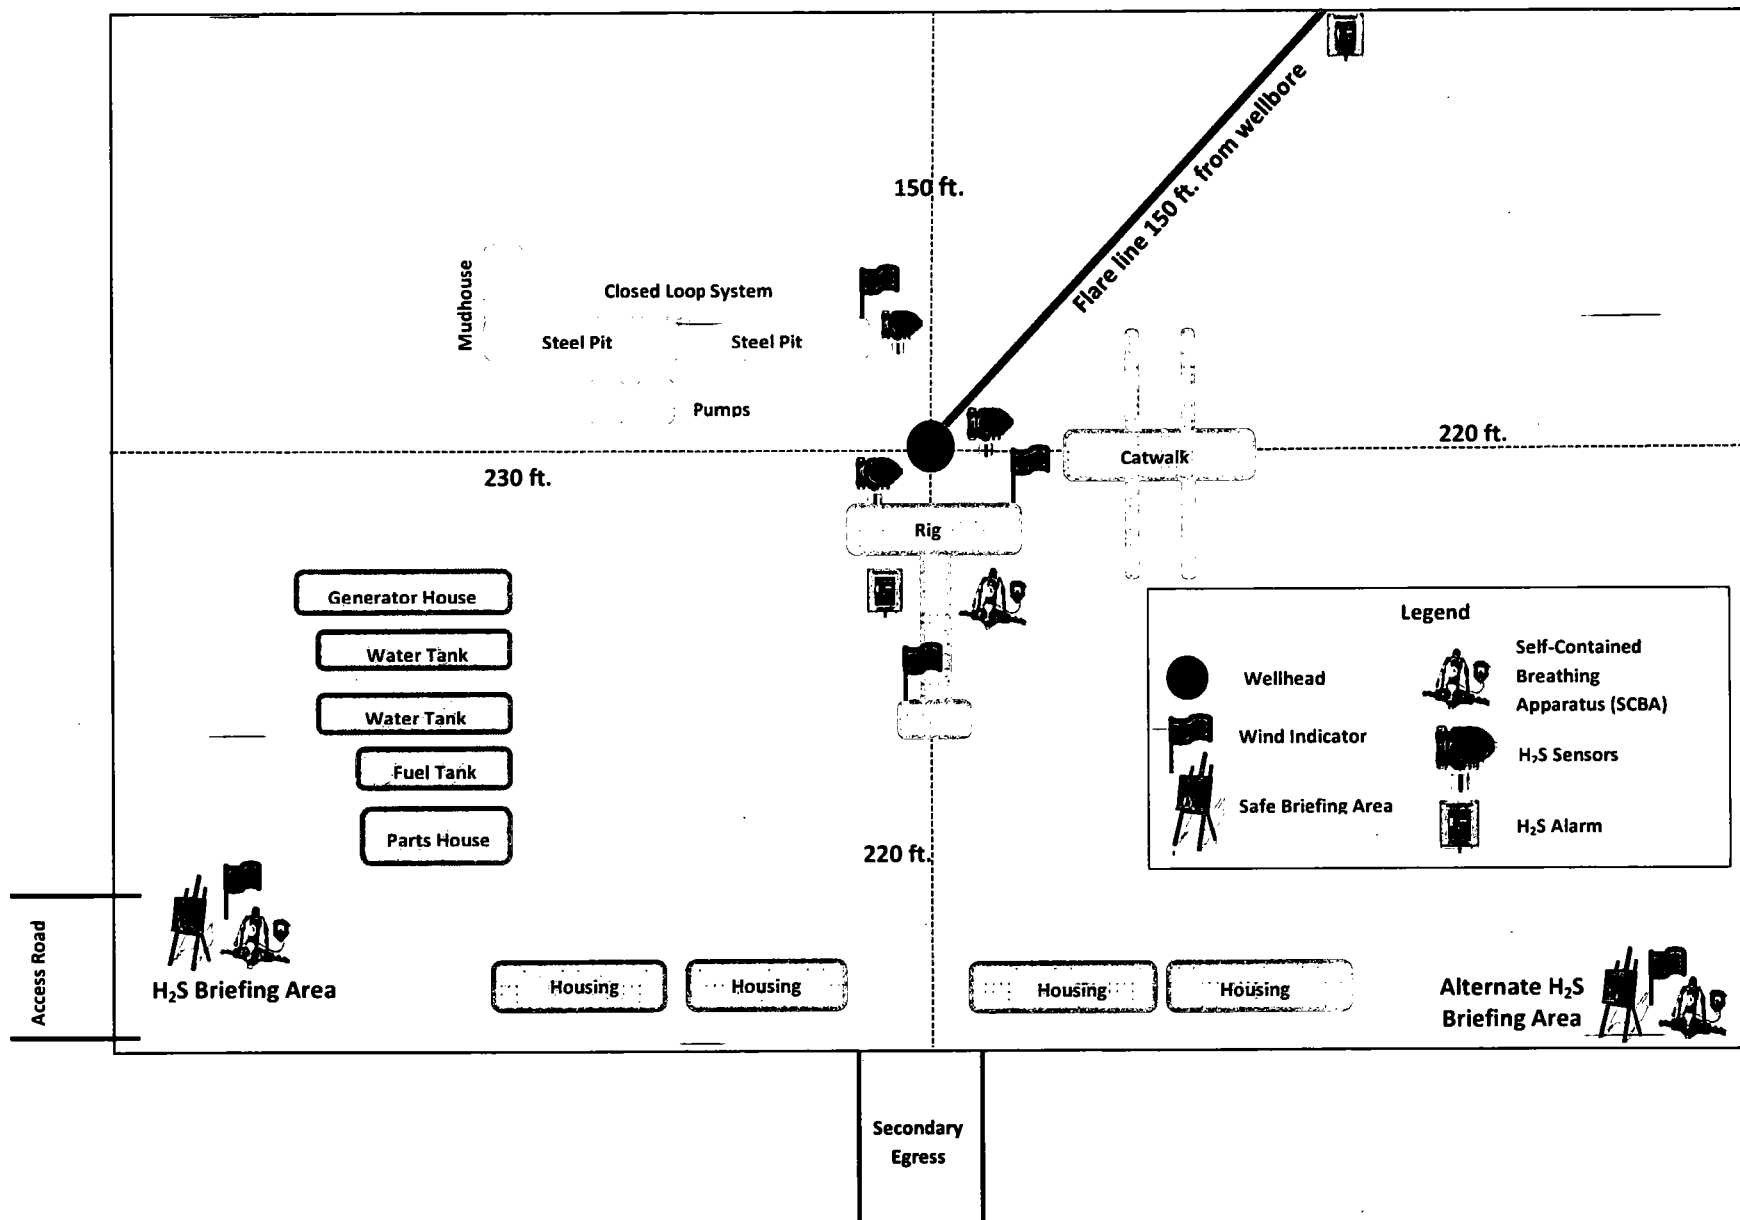 150 ft.
Flare line 150 ft. from wellbore
Mudhouse
Closed Loop System
Steel Pit
Steel Pit
Pumps
230 ft.
220 ft.
Catwalk
Rig
Generator House
Water Tank
Water Tank
Fuel Tank
Parts House
Legend
Wellhead
Wind Indicator
Safe Briefing Area
Self-Contained
Breathing
Apparatus (SCBA)
H₂S Sensors
H₂S Alarm
220 ft.
Access Road
H₂S Briefing Area
Housing
Housing
Housing
Housing
Alternate H₂S
Briefing Area
Secondary
Egress